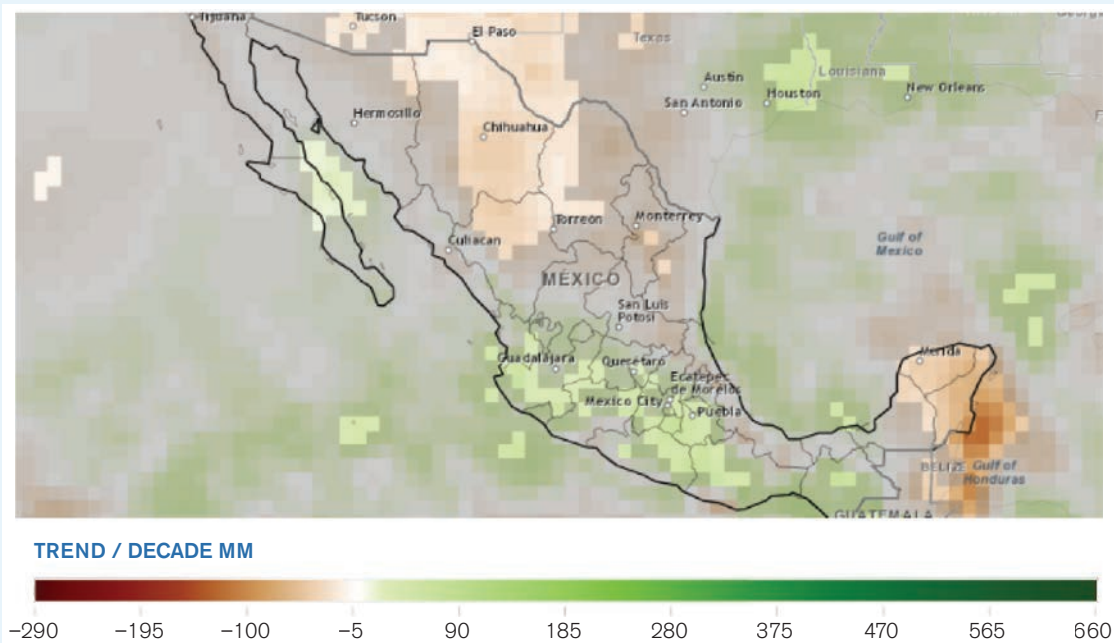 Tijuana
Tucson
El Paso
Texas
Louisiana
Austin
Houston
New Orleans
San Antonio
Hermosillo
Chihuahua
Torreón
Monterrey
Culiacan
Gulf of
Mexico
MÉXICO
San Luis
Potosí
Guadalajara
Querétaro
Mérida
Ecatepec
de Morelos
Mexico City
Puebla
BELIZE
Gulf of
Honduras
GUATEMALA
TREND / DECADE MM
−290 −195 −100 −5 90 185 280 375 470 565 660